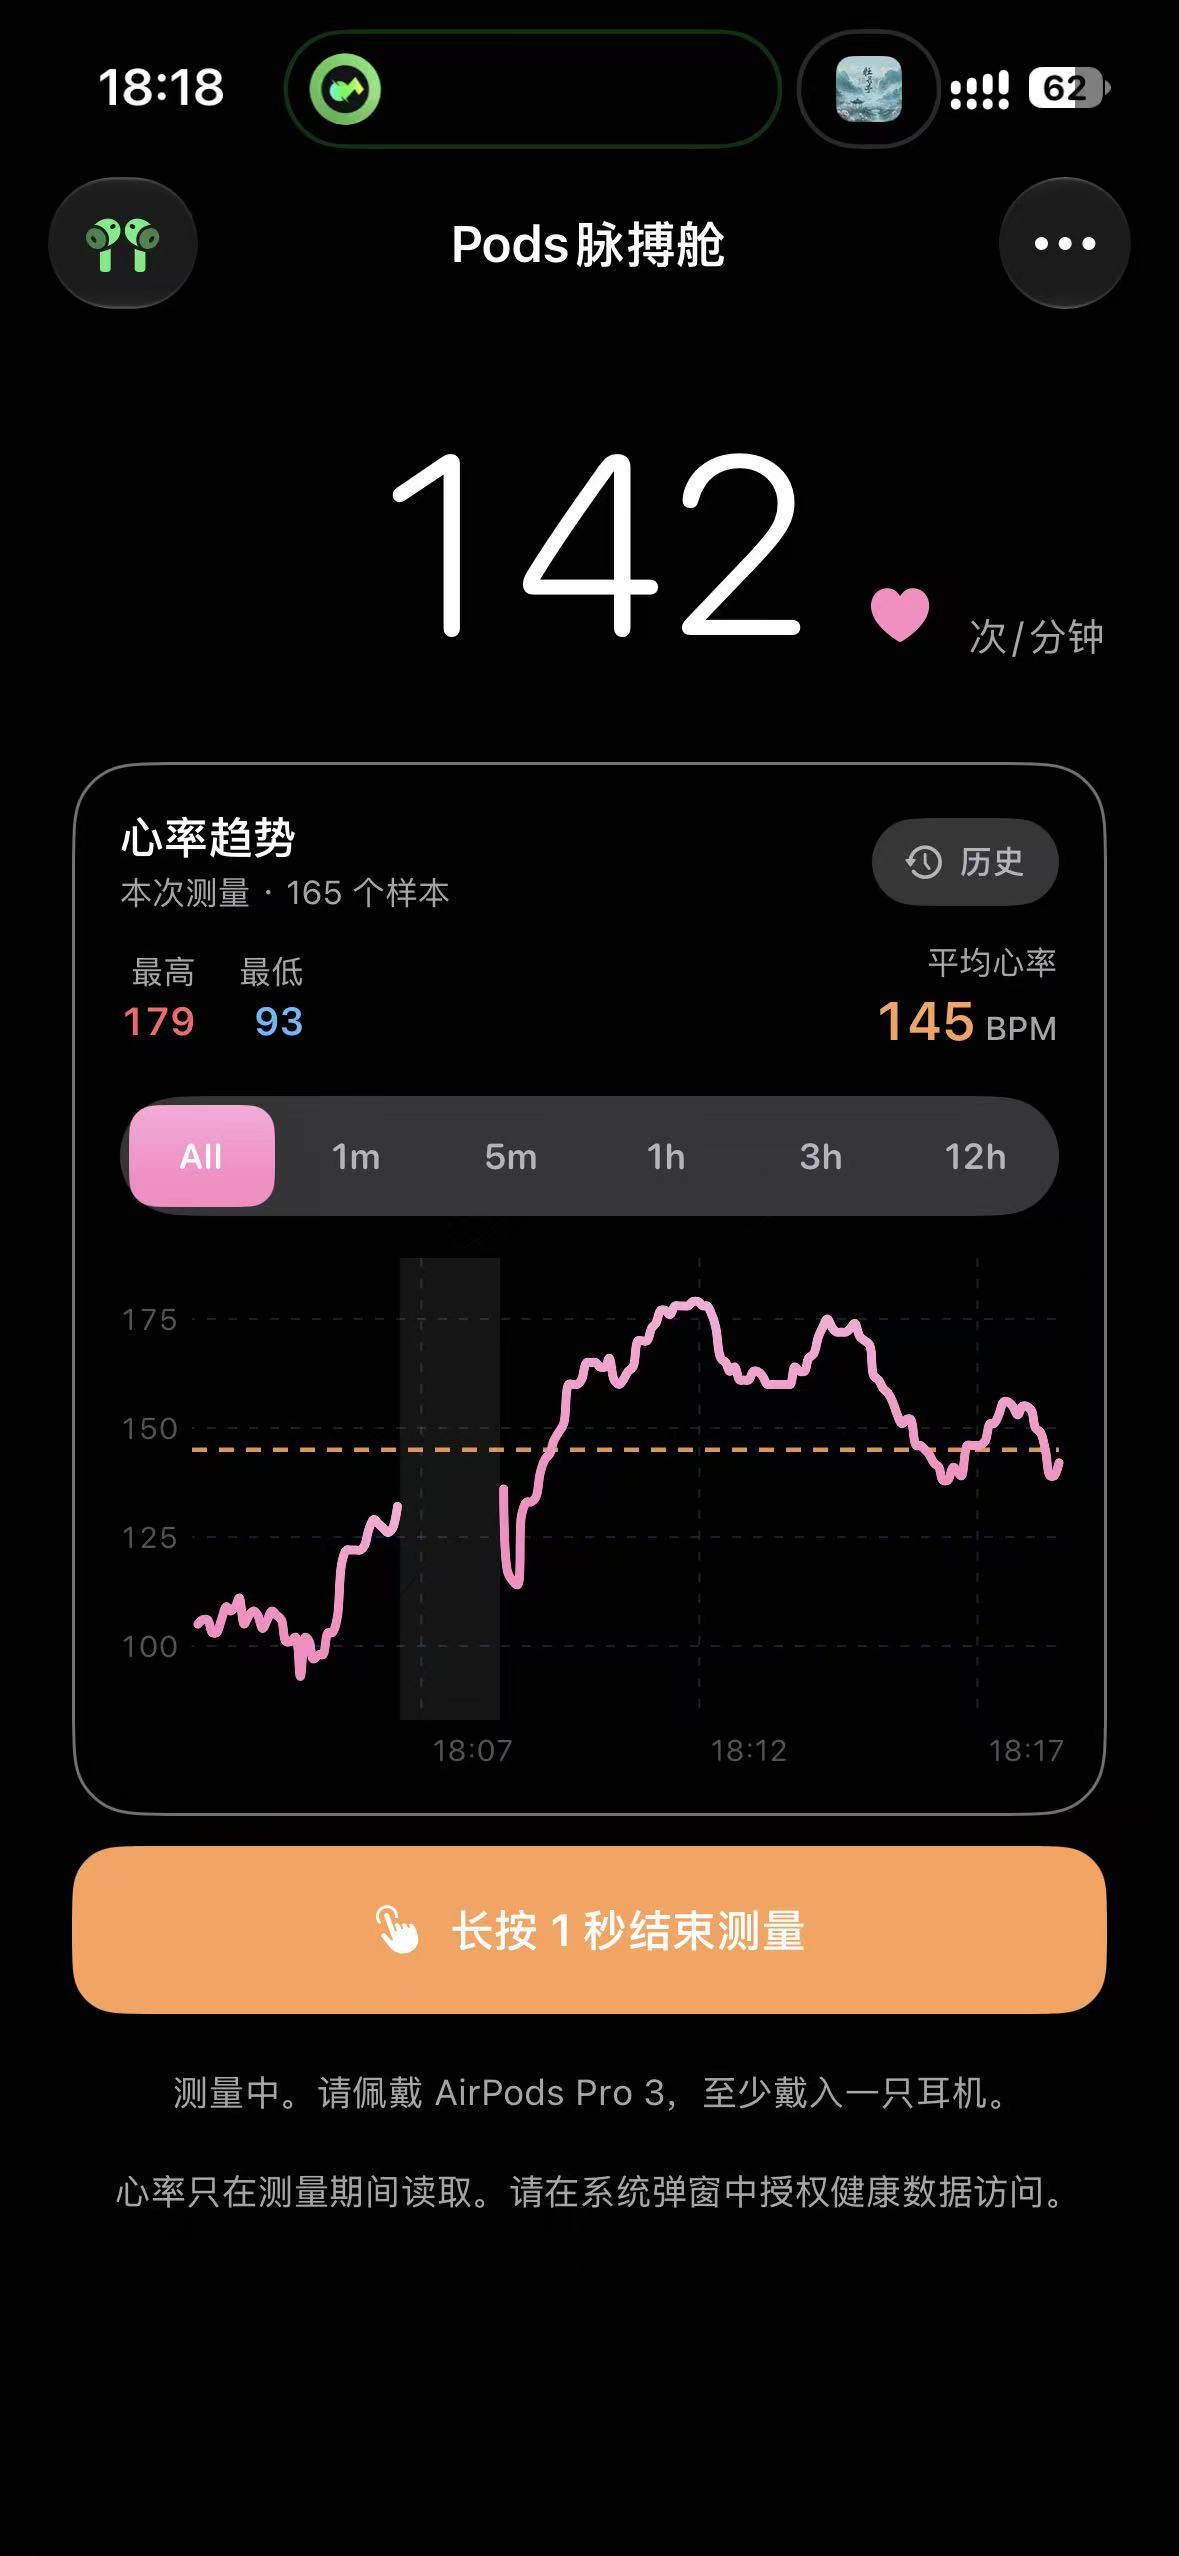 18:18
62
Pods脉搏舱
142 次/分钟
心率趋势
历史
本次测量 · 165 个样本
最高 最低 平均心率
179 93 145 BPM
All 1m 5m 1h 3h 12h
175
150
125
100
18:07 18:12 18:17
长按 1 秒结束测量
测量中。请佩戴 AirPods Pro 3，至少戴入一只耳机。
心率只在测量期间读取。请在系统弹窗中授权健康数据访问。